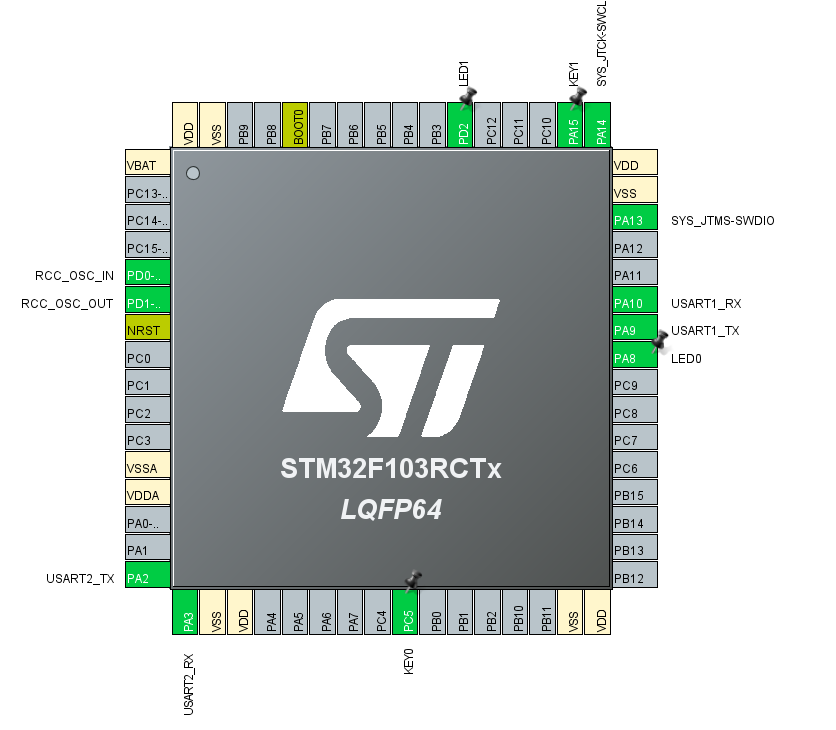 LED1
KEY1
SYS_JTCK-SWCL
VDD
VSS
PB9
PB8
BOOT0
PB7
PB6
PB5
PB4
PB3
PD2
PC12
PC11
PC10
PA15
PA14
VBAT
PC13-..
PC14-..
PC15-..
RCC_OSC_IN PD0-..
RCC_OSC_OUT PD1-..
NRST
PC0
PC1
PC2
PC3
VSSA
VDDA
PA0-..
PA1
USART2_TX PA2
VDD
VSS
PA13 SYS_JTMS-SWDIO
PA12
PA11
PA10 USART1_RX
PA9 USART1_TX
PA8 LED0
PC9
PC8
PC7
PC6
PB15
PB14
PB13
PB12
ST
STM32F103RCTx
LQFP64
PA3
VSS
VDD
PA4
PA5
PA6
PA7
PC4
PC5
PB0
PB1
PB2
PB10
PB11
VSS
VDD
USART2_RX
KEY0